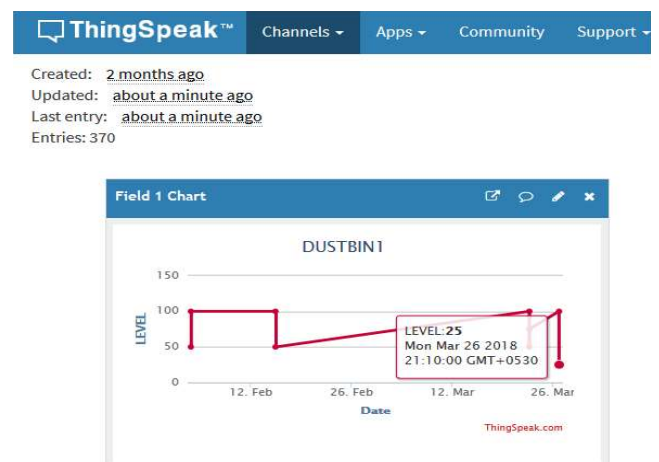 ThingSpeak™ Channels Apps Community Support
Created: 2 months ago
Updated: about a minute ago
Last entry: about a minute ago
Entries: 370
Field 1 Chart
DUSTBIN1
150
100
50
0
LEVEL
LEVEL:25
Mon Mar 26 2018
21:10:00 GMT+0530
12. Feb 26. Feb 12. Mar 26. Mar
Date
ThingSpeak.com